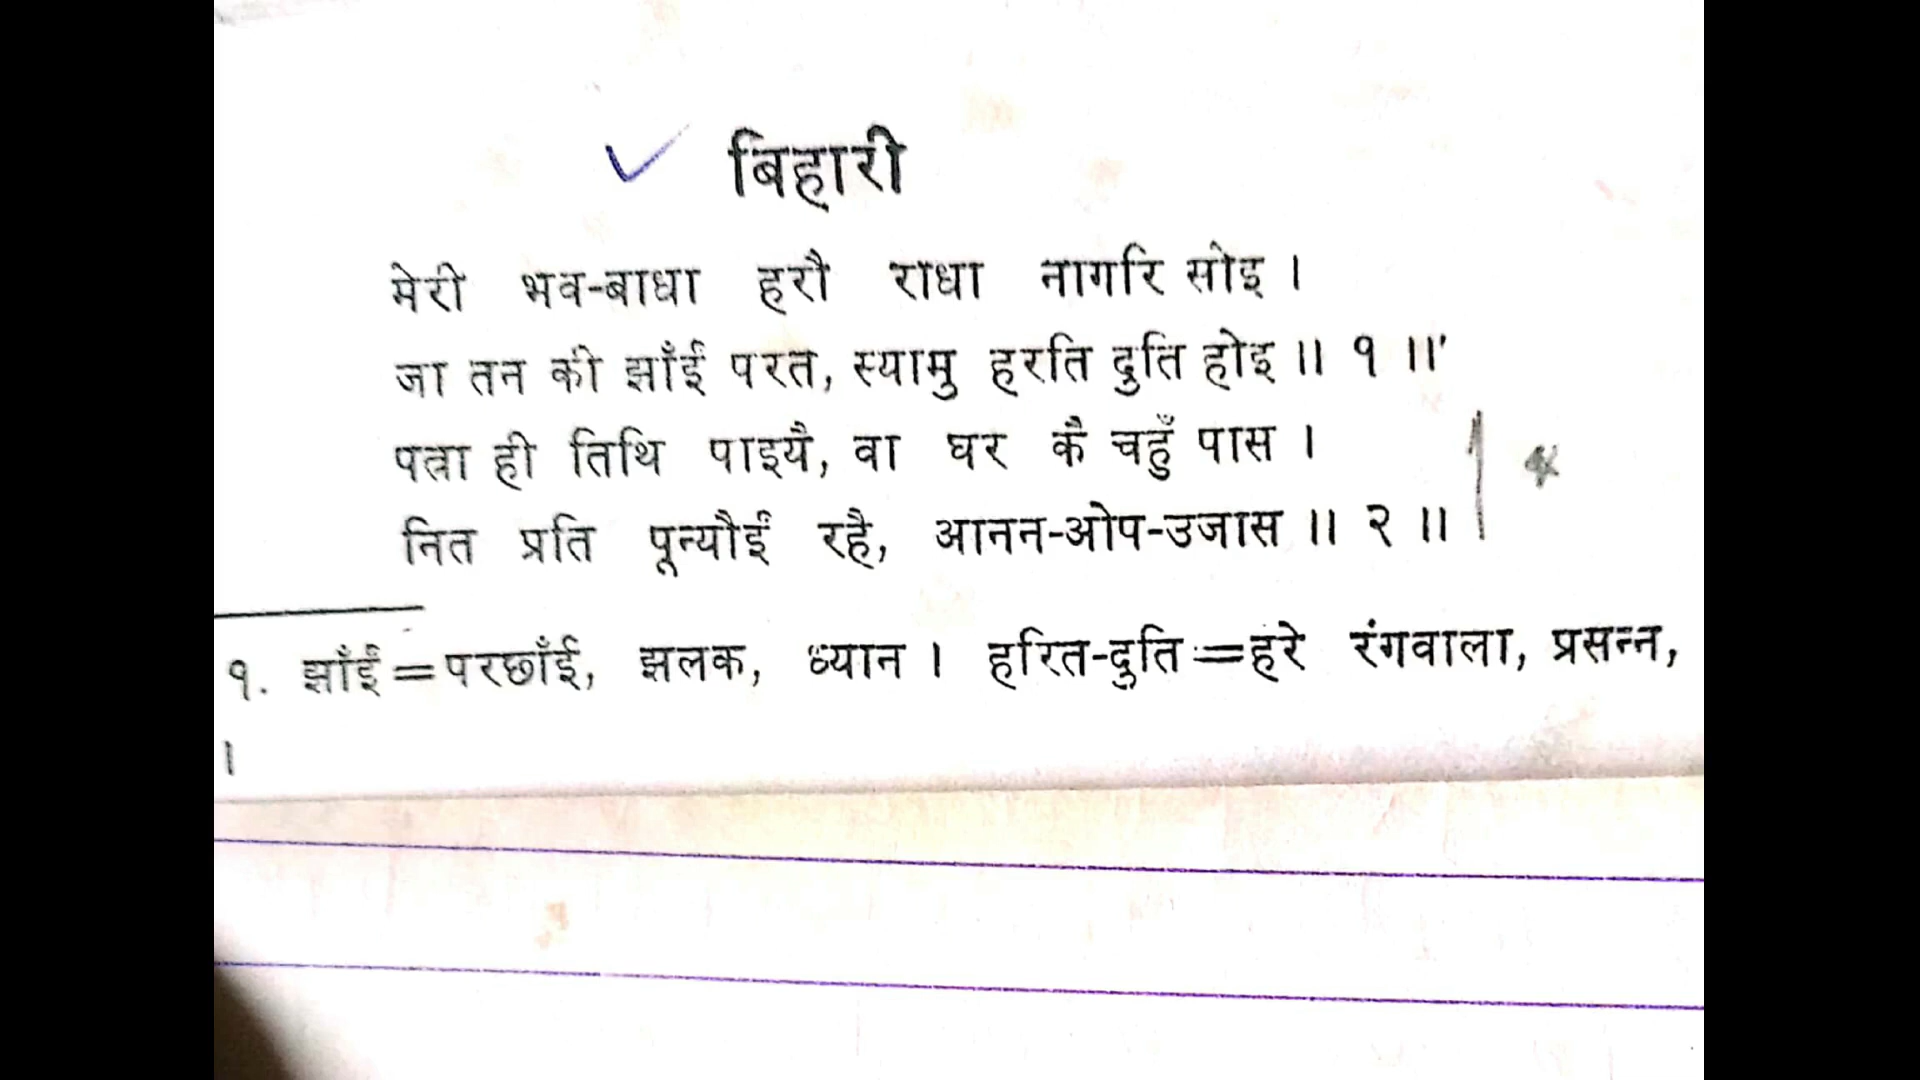 बिहारी
मेरी भव-बाधा हरौ राधा नागरि सोइ ।
जा तन की झाँईं परत, स्यामु हरति दुति होइ ॥ १ ॥
पत्रा ही तिथि पाइयै, वा घर कै चहुँ पास ।
नित प्रति पून्यौईं रहै, आनन-ओप-उजास ॥ २ ॥
१. झाँईं=परछाँईं, झलक, ध्यान । हरित-दुति=हरे रंगवाला, प्रसन्न,
।